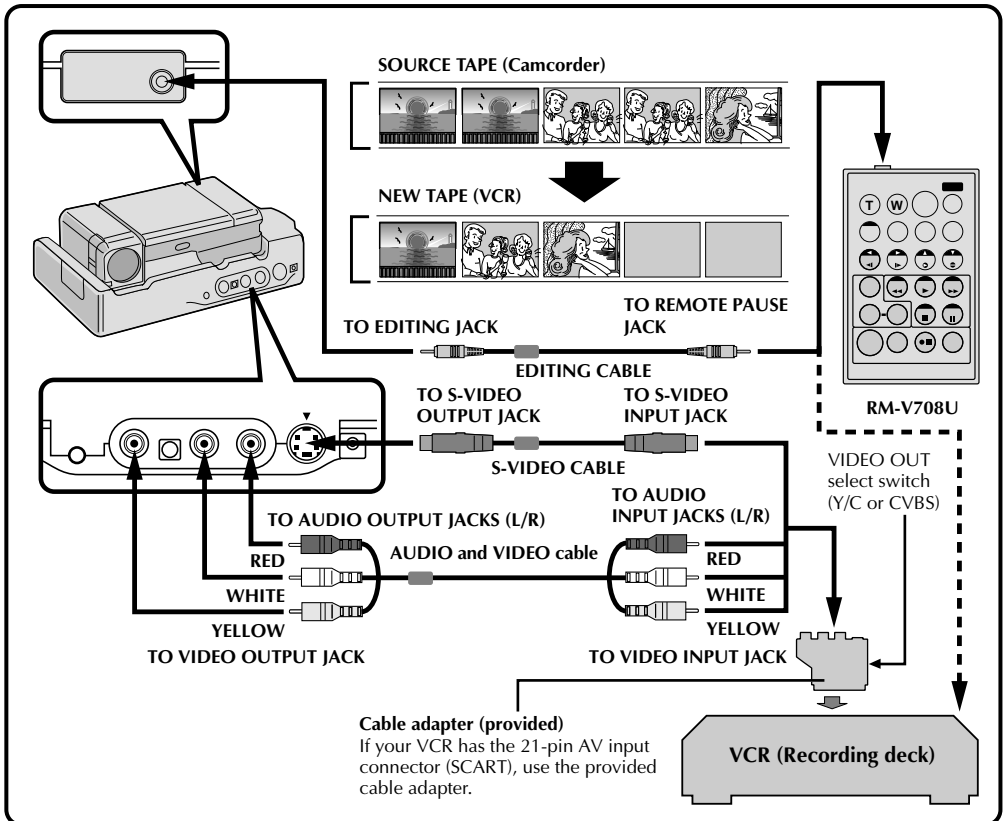 SOURCE TAPE (Camcorder)
NEW TAPE (VCR)
T
W
TO EDITING JACK
TO REMOTE PAUSE
JACK
EDITING CABLE
RM-V708U
TO S-VIDEO
OUTPUT JACK
TO S-VIDEO
INPUT JACK
S-VIDEO CABLE
VIDEO OUT
select switch
(Y/C or CVBS)
TO AUDIO OUTPUT JACKS (L/R)
TO AUDIO
INPUT JACKS (L/R)
AUDIO and VIDEO cable
RED
RED
WHITE
WHITE
YELLOW
YELLOW
TO VIDEO OUTPUT JACK
TO VIDEO INPUT JACK
Cable adapter (provided)
If your VCR has the 21-pin AV input
connector (SCART), use the provided
cable adapter.
VCR (Recording deck)